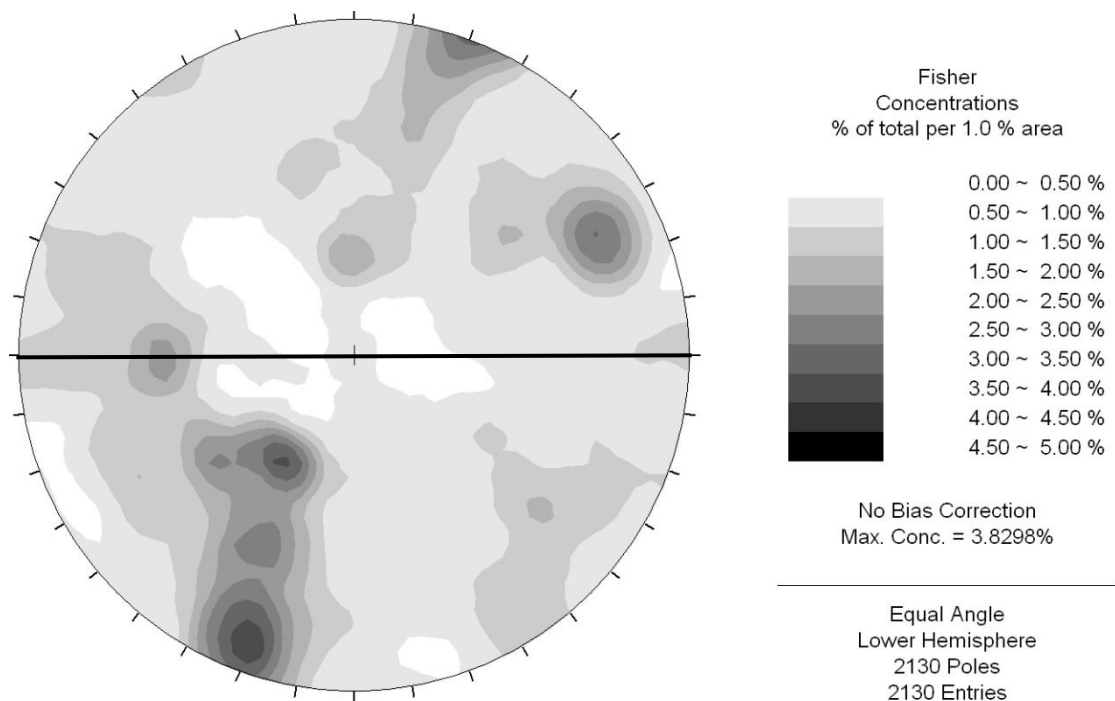 Fisher
Concentrations
% of total per 1.0 % area
0.00 ~ 0.50 %
0.50 ~ 1.00 %
1.00 ~ 1.50 %
1.50 ~ 2.00 %
2.00 ~ 2.50 %
2.50 ~ 3.00 %
3.00 ~ 3.50 %
3.50 ~ 4.00 %
4.00 ~ 4.50 %
4.50 ~ 5.00 %
No Bias Correction
Max. Conc. = 3.8298%
Equal Angle
Lower Hemisphere
2130 Poles
2130 Entries